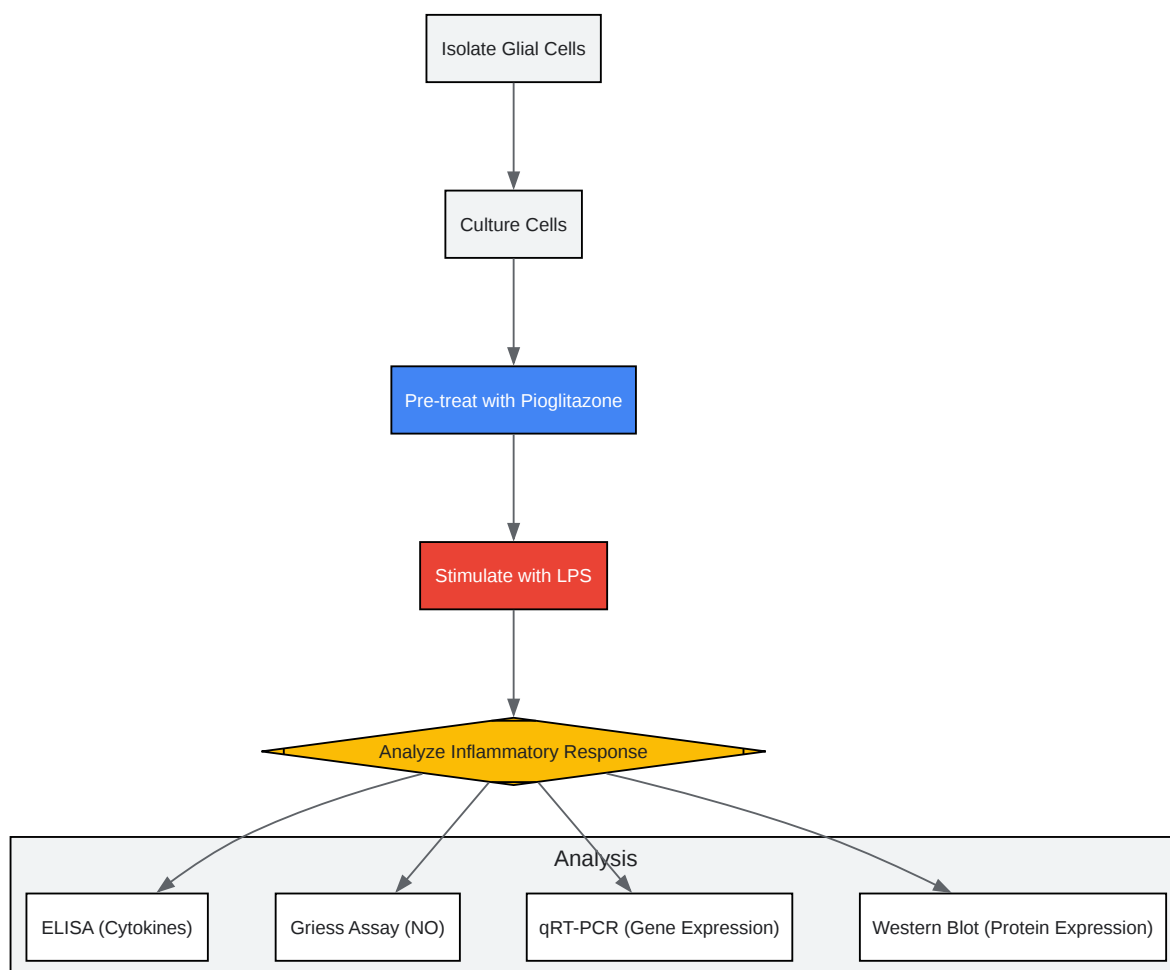 Isolate Glial Cells
Culture Cells
Pre-treat with Pioglitazone
Stimulate with LPS
Analyze Inflammatory Response
Analysis
ELISA (Cytokines)
Griess Assay (NO)
qRT-PCR (Gene Expression)
Western Blot (Protein Expression)